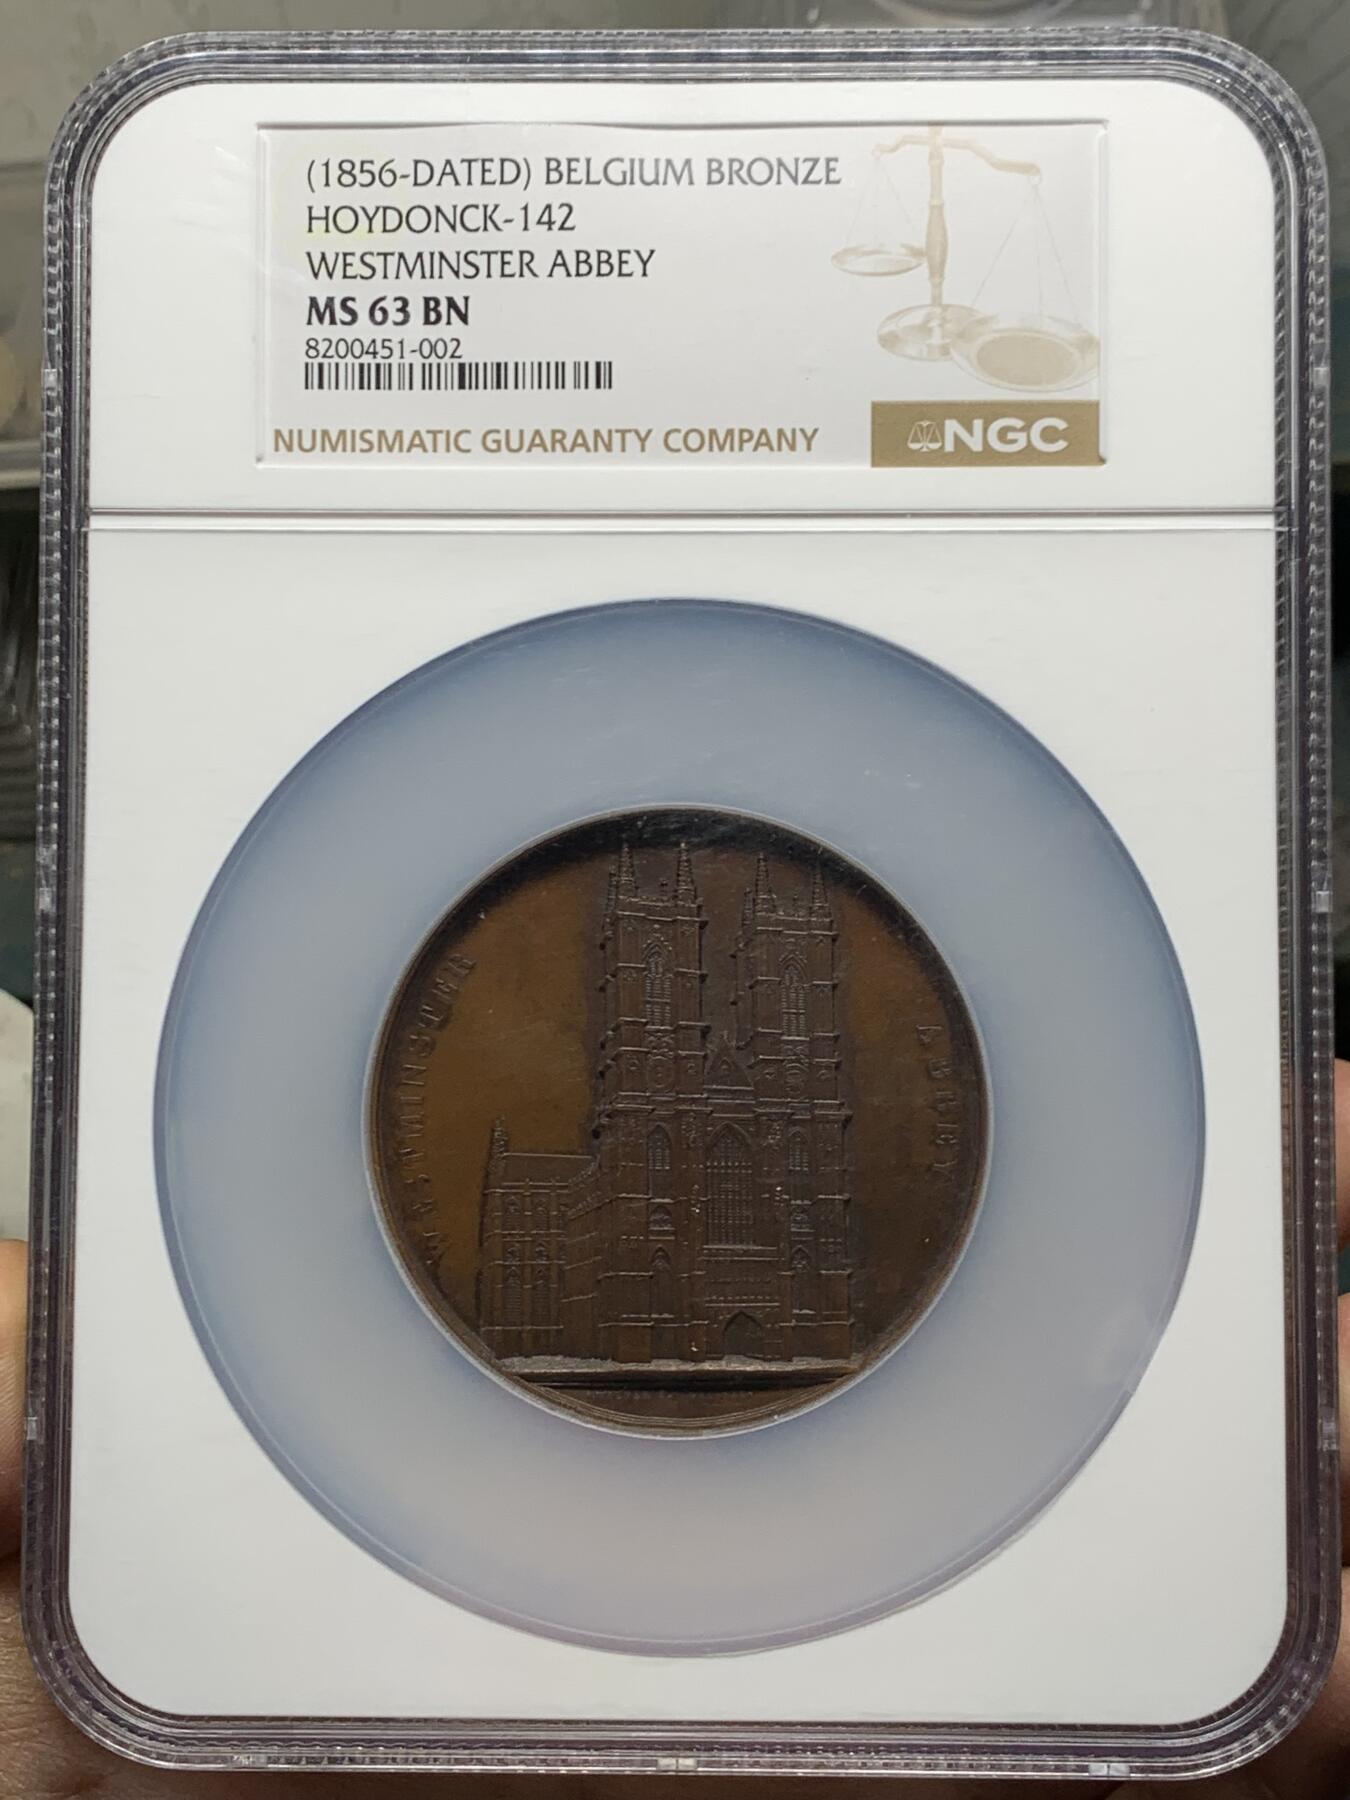 (1856-DATED) BELGIUM BRONZE
HOYDONCK-142
WESTMINSTER ABBEY
MS 63 BN
8200451-002
NUMISMATIC GUARANTY COMPANY
NGC
WESTMINSTER
ABBEY